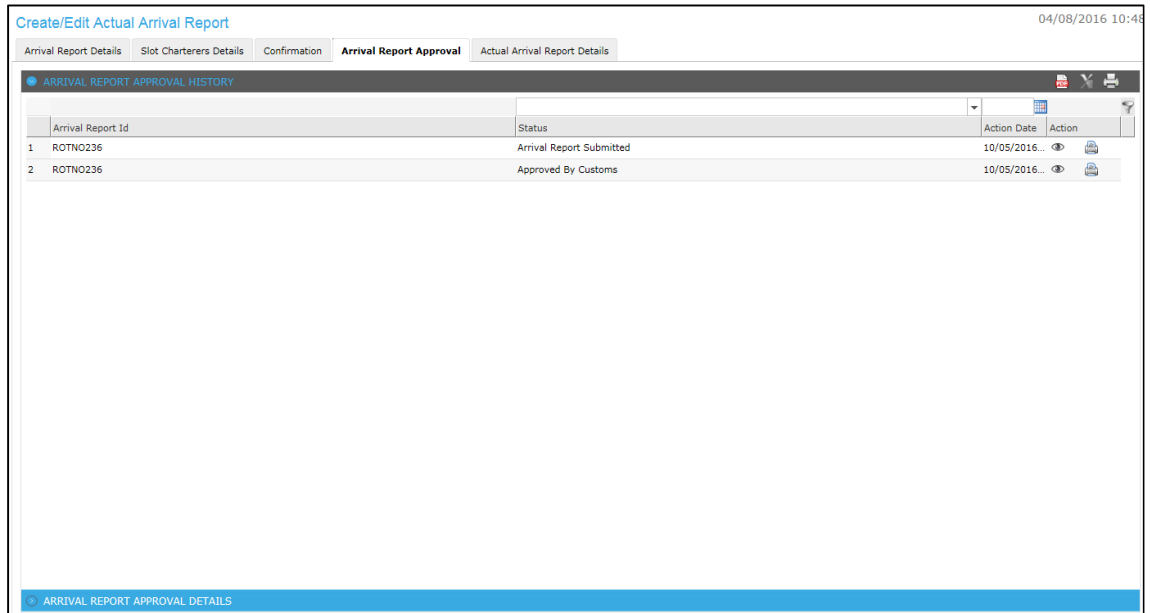 Create/Edit Actual Arrival Report 04/08/2016 10:48
Arrival Report Details Slot Charterers Details Confirmation Arrival Report Approval Actual Arrival Report Details
ARRIVAL REPORT APPROVAL HISTORY PDF
Arrival Report Id Status Action Date Action
1 ROTNO236 Arrival Report Submitted 10/05/2016...
2 ROTNO236 Approved By Customs 10/05/2016...
ARRIVAL REPORT APPROVAL DETAILS